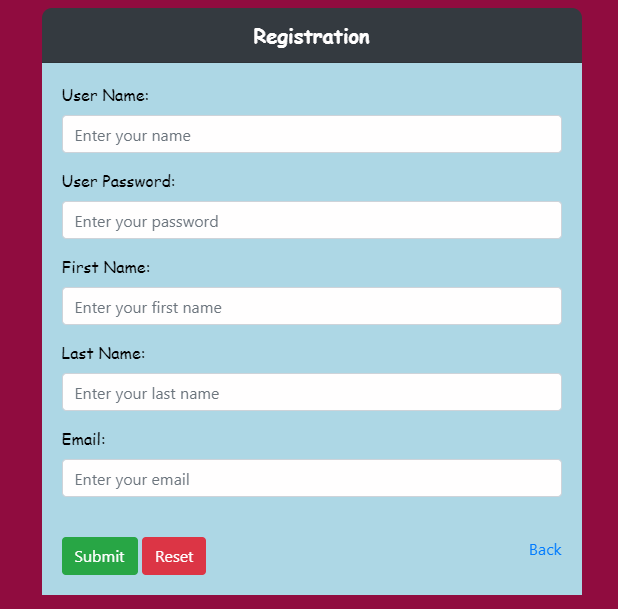 Registration
User Name:
Enter your name
User Password:
Enter your password
First Name:
Enter your first name
Last Name:
Enter your last name
Email:
Enter your email
Submit Reset Back